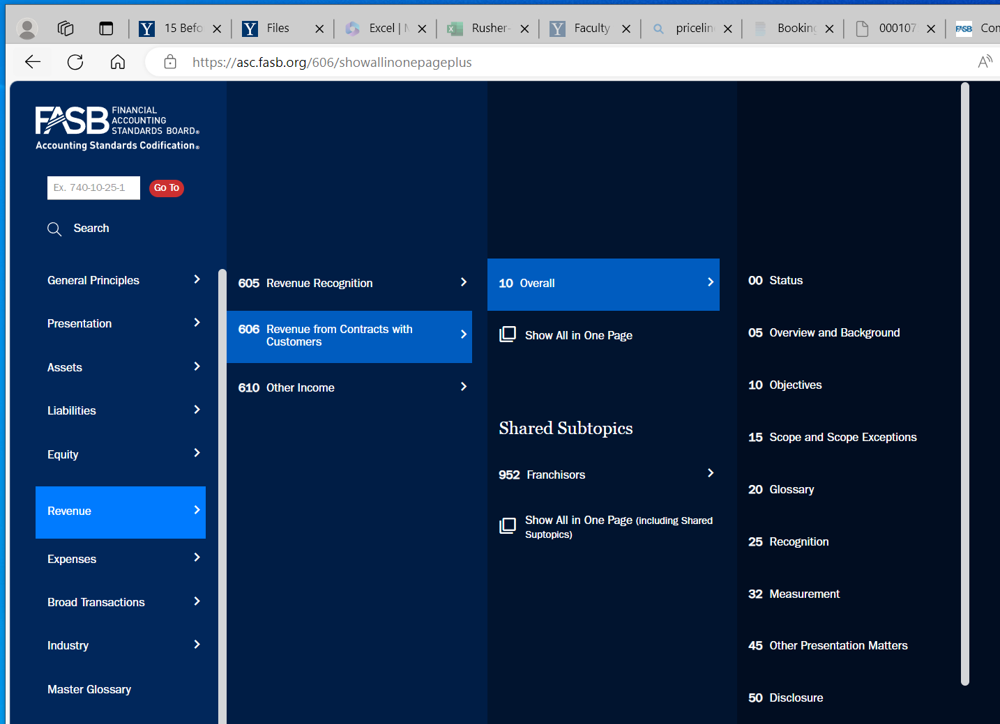 15 Befo
Files
Excel |
Rusher-
Faculty
pricelin
Booking
000107
FASB
Con
https://asc.fasb.org/606/showallinonepageplus
FASB FINANCIAL
ACCOUNTING
STANDARDS BOARD®
Accounting Standards Codification®
Ex. 740-10-25-1
Go To
Search
General Principles
Presentation
Assets
Liabilities
Equity
Revenue
Expenses
Broad Transactions
Industry
Master Glossary
605 Revenue Recognition
606 Revenue from Contracts with
Customers
610 Other Income
10 Overall
Show All in One Page
Shared Subtopics
952 Franchisors
Show All in One Page (including Shared
Suptopics)
00 Status
05 Overview and Background
10 Objectives
15 Scope and Scope Exceptions
20 Glossary
25 Recognition
32 Measurement
45 Other Presentation Matters
50 Disclosure